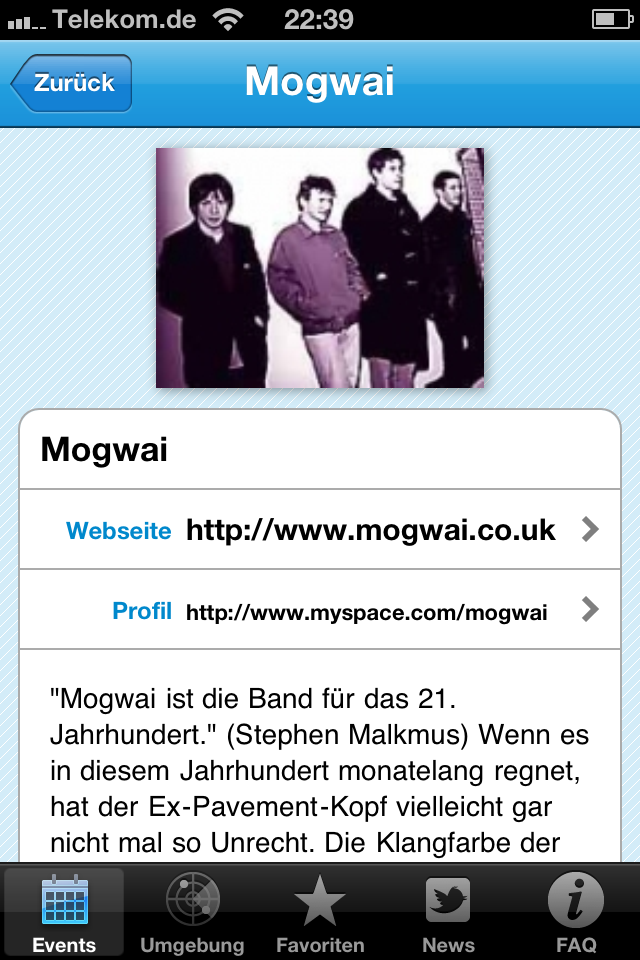 Telekom.de 22:39
Zurück Mogwai
Mogwai
Webseite http://www.mogwai.co.uk
Profil http://www.myspace.com/mogwai
"Mogwai ist die Band für das 21.
Jahrhundert." (Stephen Malkmus) Wenn es
in diesem Jahrhundert monatelang regnet,
hat der Ex-Pavement-Kopf vielleicht gar
nicht mal so Unrecht. Die Klangfarbe der
Events Umgebung Favoriten News FAQ